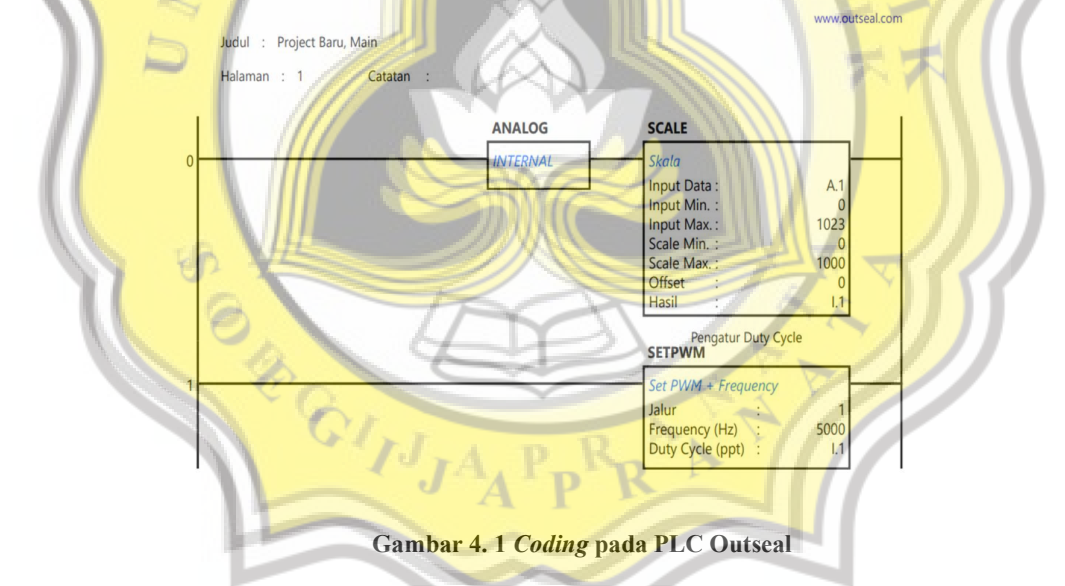 www.outseal.com
Judul : Project Baru, Main
Halaman : 1 Catatan :
ANALOG SCALE
0 INTERNAL Skala
Input Data : A.1
Input Min. : 0
Input Max. : 1023
Scale Min. : 0
Scale Max. : 1000
Offset : 0
Hasil : I.1
Pengatur Duty Cycle
SETPWM
1 Set PWM + Frequency
Jalur : 1
Frequency (Hz) : 5000
Duty Cycle (ppt) : I.1
SOEGIJAPRANATA
Gambar 4. 1 Coding pada PLC Outseal